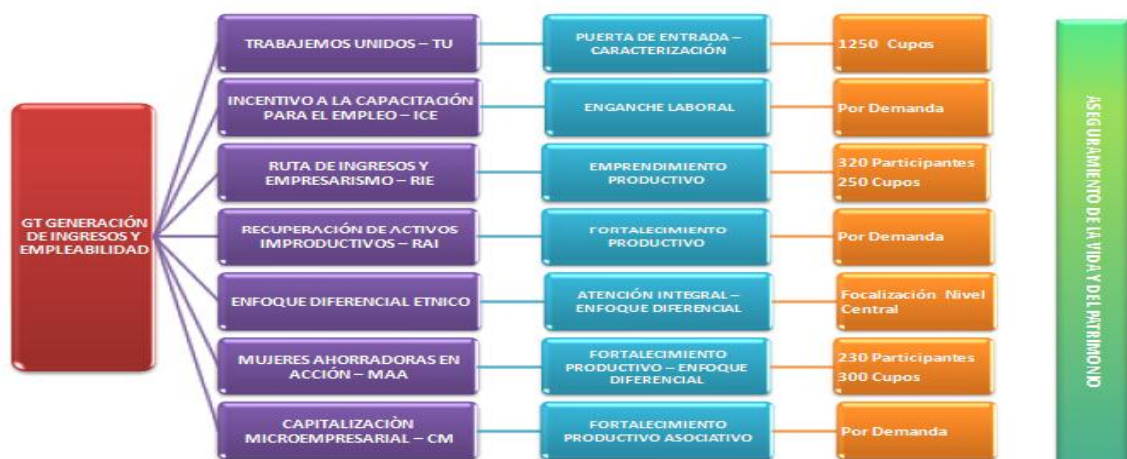 GT GENERACIÓN
DE INGRESOS Y
EMPLEABILIDAD
TRABAJEMOS UNIDOS – TU
PUERTA DE ENTRADA –
CARACTERIZACIÓN
1250 Cupos
INCENTIVO A LA CAPACITACIÓN
PARA EL EMPLEO – ICE
ENGANCHE LABORAL
Por Demanda
RUTA DE INGRESOS Y
EMPRESARISMO – RIE
EMPRENDIMIENTO
PRODUCTIVO
320 Participantes
250 Cupos
RECUPERACIÓN DE ACTIVOS
IMPRODUCTIVOS – RAI
FORTALECIMIENTO
PRODUCTIVO
Por Demanda
ENFOQUE DIFERENCIAL ETNICO
ATENCIÓN INTEGRAL –
ENFOQUE DIFERENCIAL
Focalización Nivel
Central
MUJERES AHORRADORAS EN
ACCIÓN – MAA
FORTALECIMIENTO
PRODUCTIVO – ENFOQUE
DIFERENCIAL
230 Participantes
300 Cupos
CAPITALIZACIÒN
MICROEMPRESARIAL – CM
FORTALECIMIENTO
PRODUCTIVO ASOCIATIVO
Por Demanda
ASEGURAMIENTO DE LA VIDA Y DEL PATRIMONIO